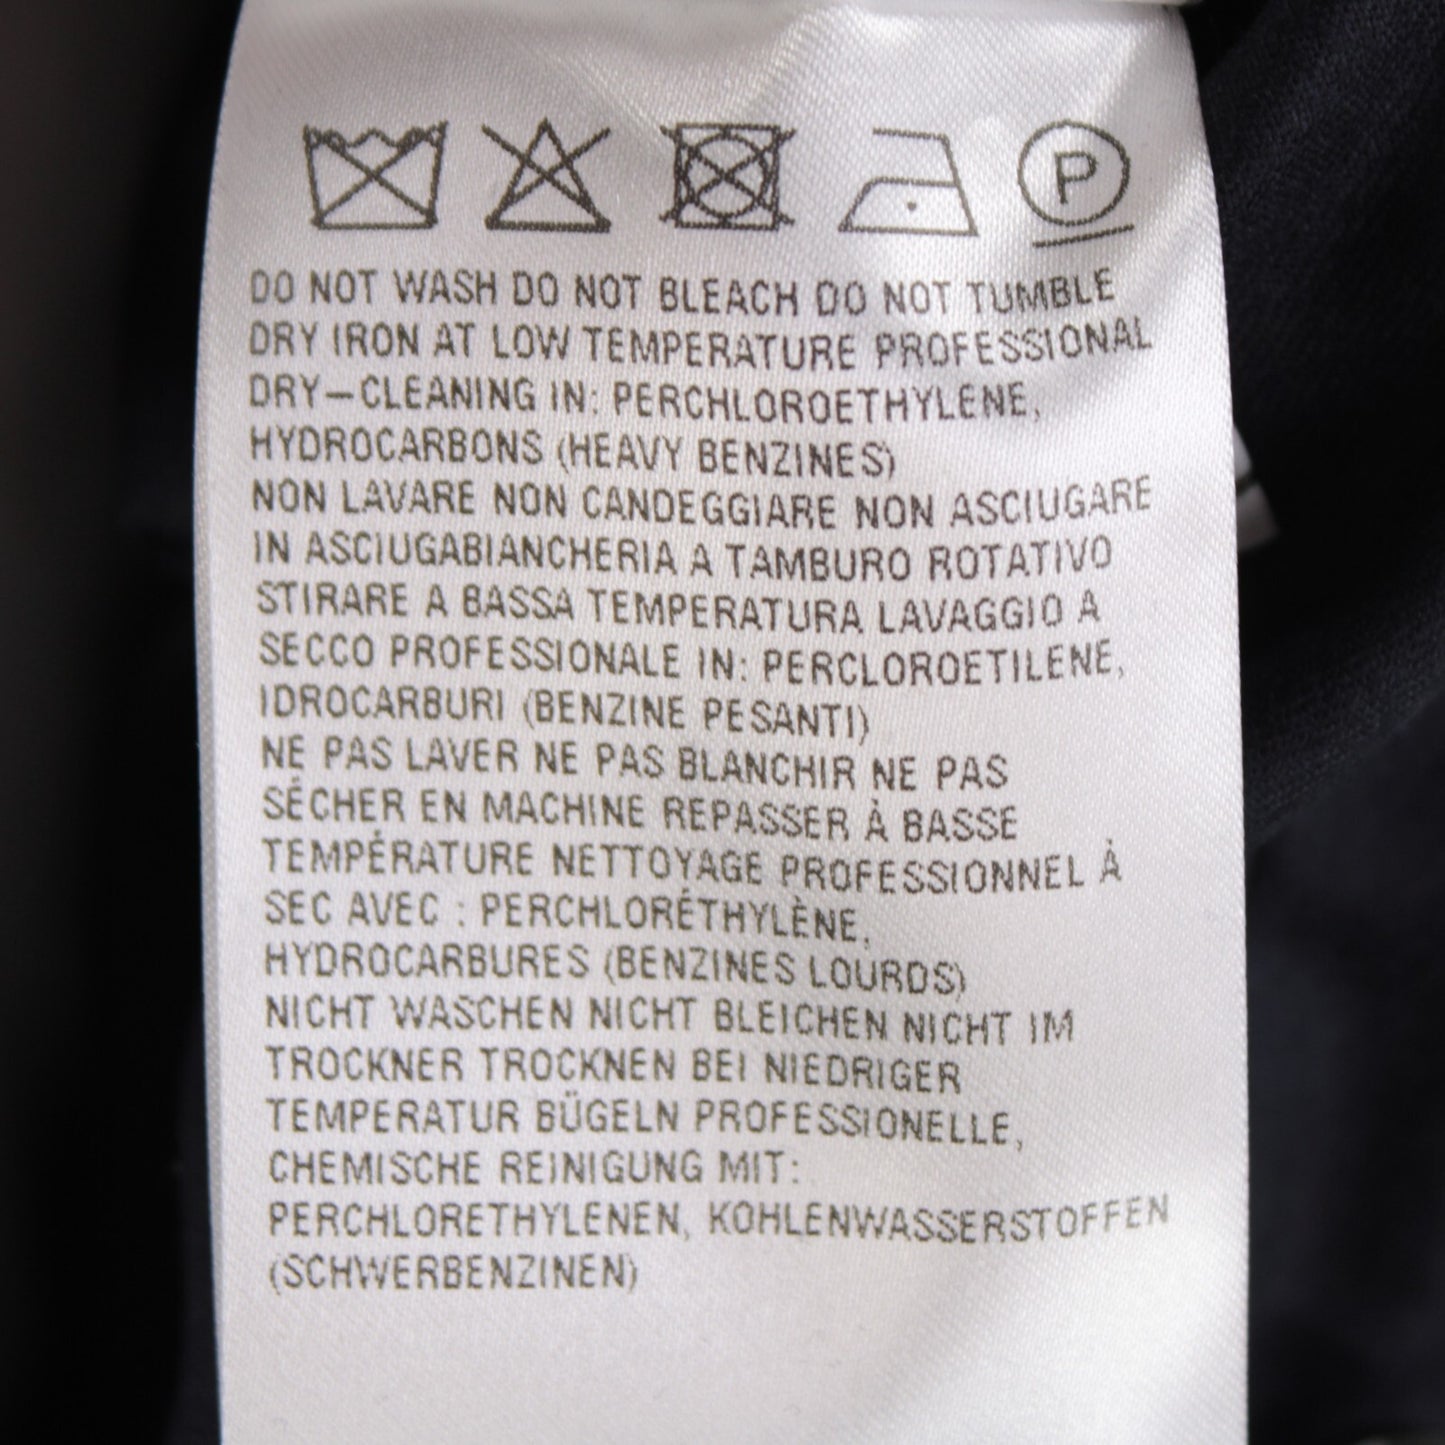 P
DO NOT WASH DO NOT BLEACH DO NOT TUMBLE
DRY IRON AT LOW TEMPERATURE PROFESSIONAL
DRY-CLEANING IN: PERCHLOROETHYLENE,
HYDROCARBONS (HEAVY BENZINES)
NON LAVARE NON CANDEGGIARE NON ASCIUGARE
IN ASCIUGABIANCHERIA A TAMBURO ROTATIVO
STIRARE A BASSA TEMPERATURA LAVAGGIO A
SECCO PROFESSIONALE IN: PERCLOROETILENE,
IDROCARBURI (BENZINE PESANTI)
NE PAS LAVER NE PAS BLANCHIR NE PAS
SÉCHER EN MACHINE REPASSER À BASSE
TEMPÉRATURE NETTOYAGE PROFESSIONNEL À
SEC AVEC : PERCHLORÉTHYLÈNE,
HYDROCARBURES (BENZINES LOURDS)
NICHT WASCHEN NICHT BLEICHEN NICHT IM
TROCKNER TROCKNEN BEI NIEDRIGER
TEMPERATUR BÜGELN PROFESSIONELLE,
CHEMISCHE REINIGUNG MIT:
PERCHLORETHYLENEN, KOHLENWASSERSTOFFEN
(SCHWERBENZINEN)